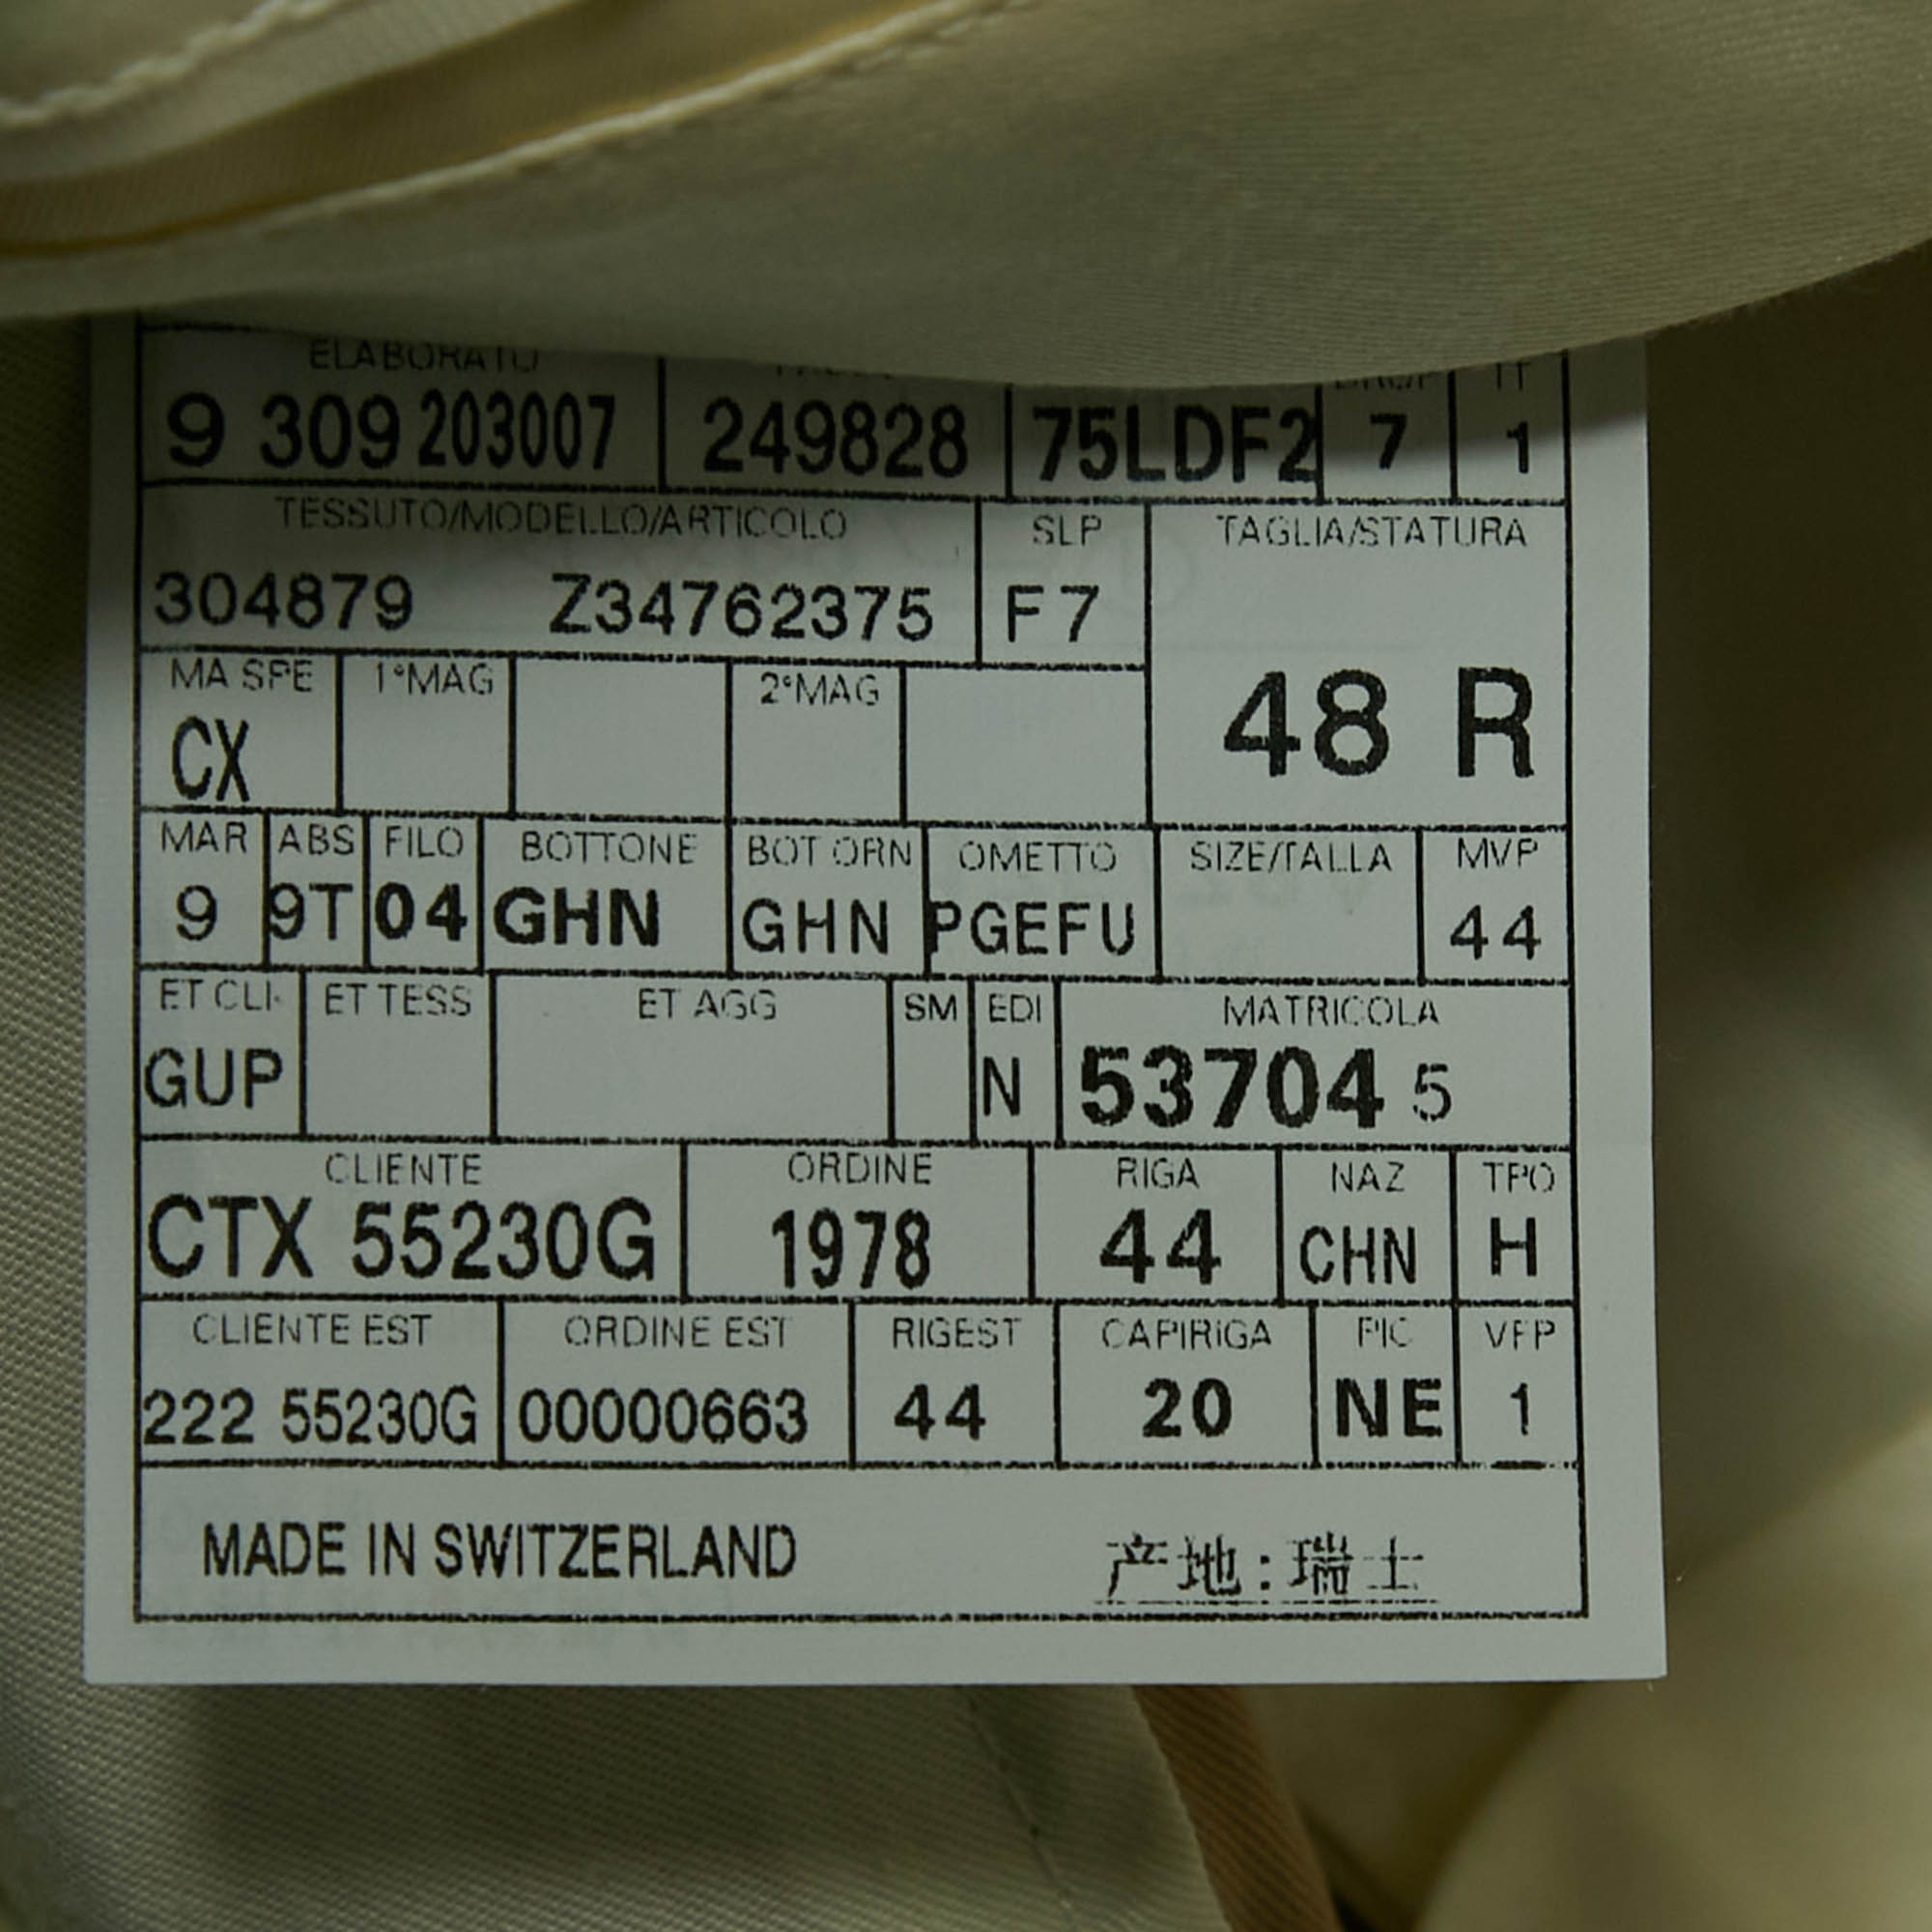 ELABORATO
9 309 203007 249828 75LDF2 7 1
TESSUTO/MODELLO/ARTICOLO SLP TAGLIA/STATURA
304879 Z34762375 F7
48 R
MA SPE 1°MAG 2°MAG
CX
MAR ABS FILO BOTTONE BOT ORN OMETTO SIZE/TALLA MVP
9 9T 04 GHN GHN PGEFU 44
ET CLI ET TESS ET AGG SM EDI MATRICOLA
GUP N 53704 5
CLIENTE ORDINE RIGA NAZ TPO
CTX 55230G 1978 44 CHN H
CLIENTE EST ORDINE EST RIGEST CAPIRIGA PIC VFP
222 55230G 00000663 44 20 NE 1
MADE IN SWITZERLAND 产地:瑞士